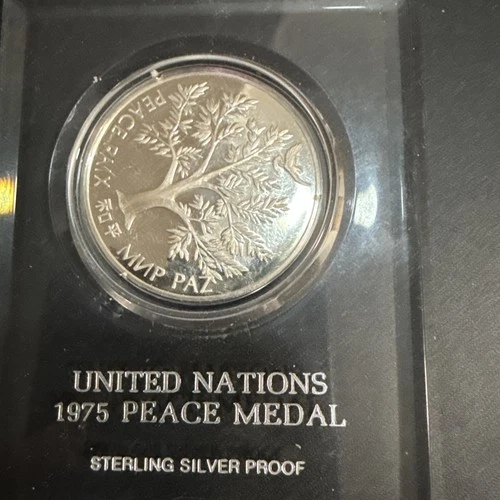 PEACE·PAIX 和平 МИР PAZ
UNITED NATIONS
1975 PEACE MEDAL
STERLING SILVER PROOF